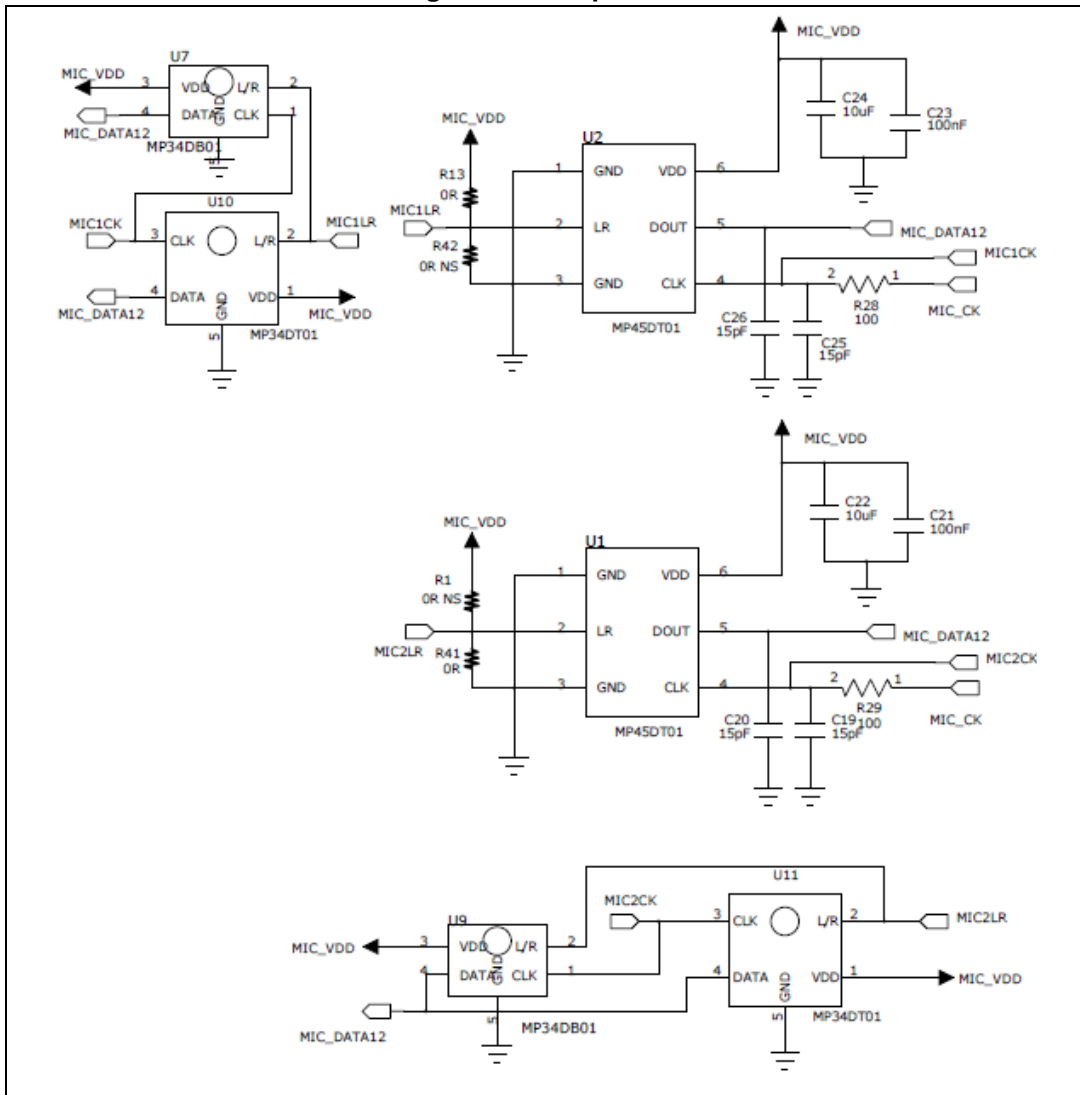 U7
MIC_VDD
3
VDD
L/R
2
4
DATA
GND
CLK
1
MIC_DATA12
5
MP34DB01
U10
MIC1CK
3
CLK
L/R
2
MIC1LR
4
DATA
GND
VDD
1
MIC_DATA12
MIC_VDD
5
MP34DT01
MIC_VDD
C24
10uF
C23
100nF
MIC_VDD
U2
R13
0R
1
GND
VDD
6
MIC1LR
2
LR
DOUT
5
MIC_DATA12
R42
0R NS
MIC1CK
3
GND
CLK
4
2
1
R28
100
MIC_CK
MP45DT01
C26
15pF
C25
15pF
MIC_VDD
C22
10uF
C21
100nF
MIC_VDD
U1
R1
0R NS
1
GND
VDD
6
MIC2LR
2
LR
DOUT
5
MIC_DATA12
R41
0R
MIC2CK
3
GND
CLK
4
2
1
R29
100
MIC_CK
MP45DT01
C20
15pF
C19
15pF
U11
MIC2CK
3
CLK
L/R
2
MIC2LR
U9
MIC_VDD
3
VDD
L/R
2
4
DATA
GND
CLK
1
4
DATA
GND
VDD
1
MIC_VDD
5
MP34DB01
5
MP34DT01
MIC_DATA12